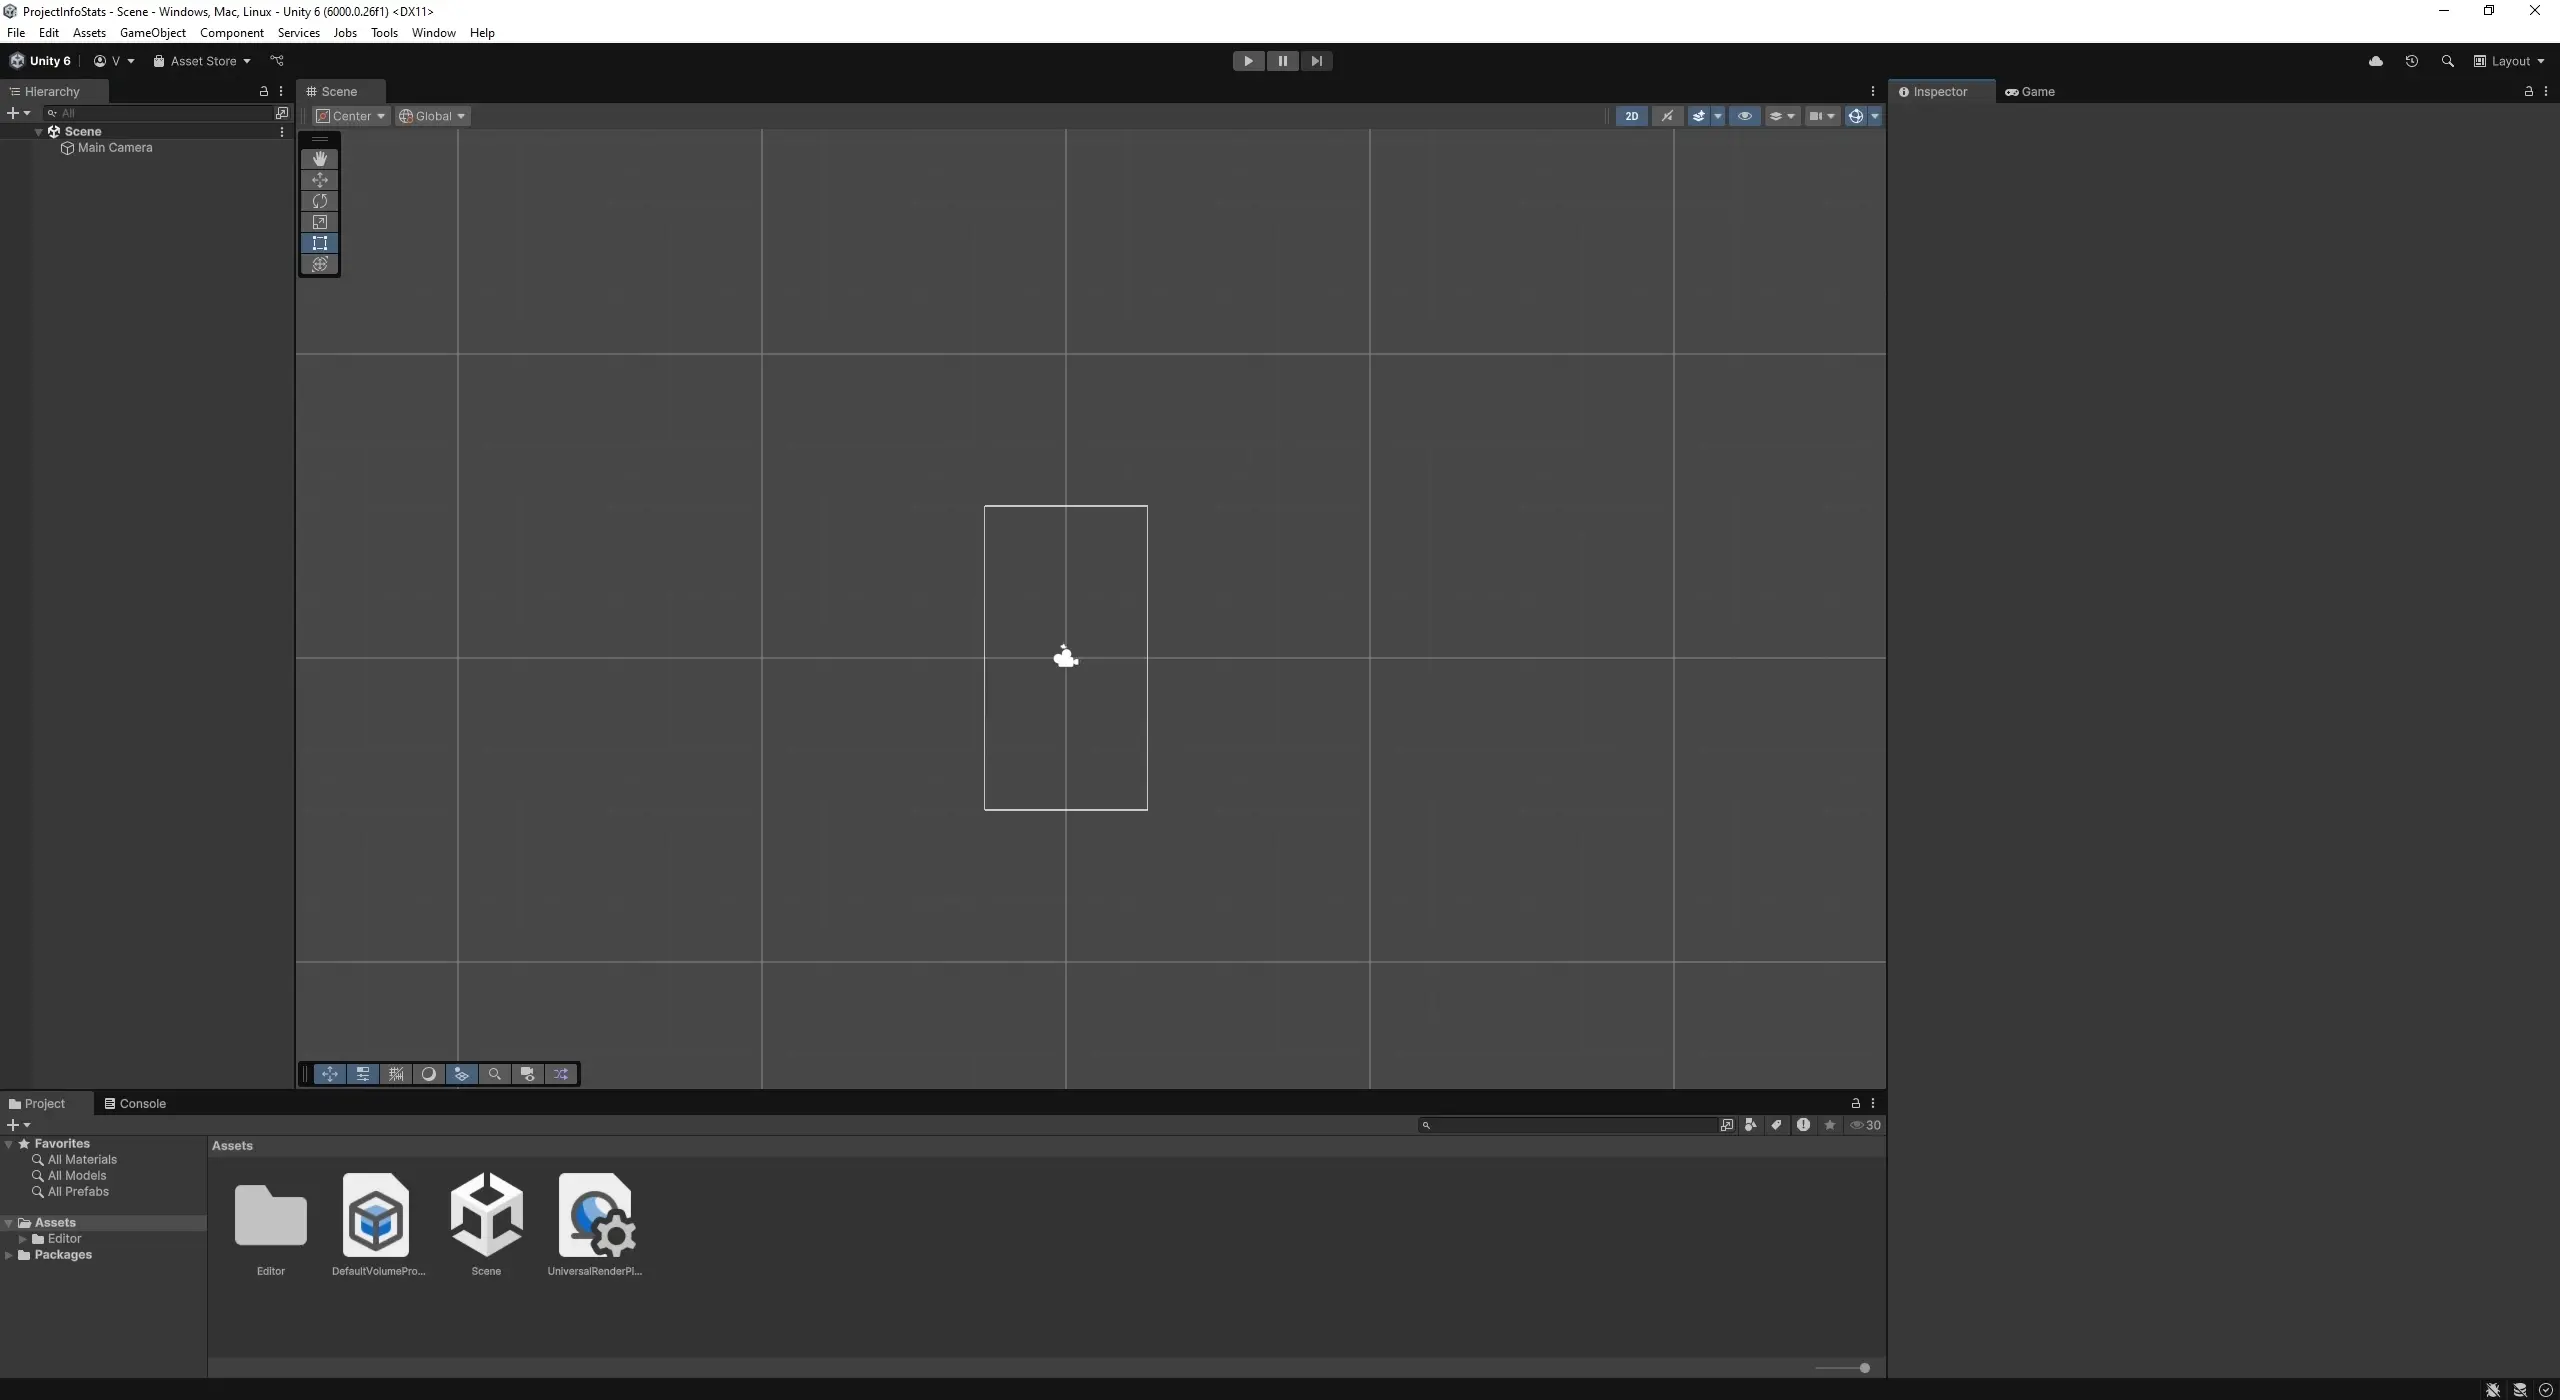 ProjectInfoStats - Scene - Windows, Mac, Linux - Unity 6 (6000.0.26f1) <DX11>
File Edit Assets GameObject Component Services Jobs Tools Window Help
Unity 6 V Asset Store Layout
Hierarchy Scene Inspector Game
All Center Global 2D
Scene
Main Camera
Project Console
30
Favorites Assets
All Materials
All Models
All Prefabs
Assets
Editor
Packages
Editor DefaultVolumePro... Scene UniversalRenderPi...